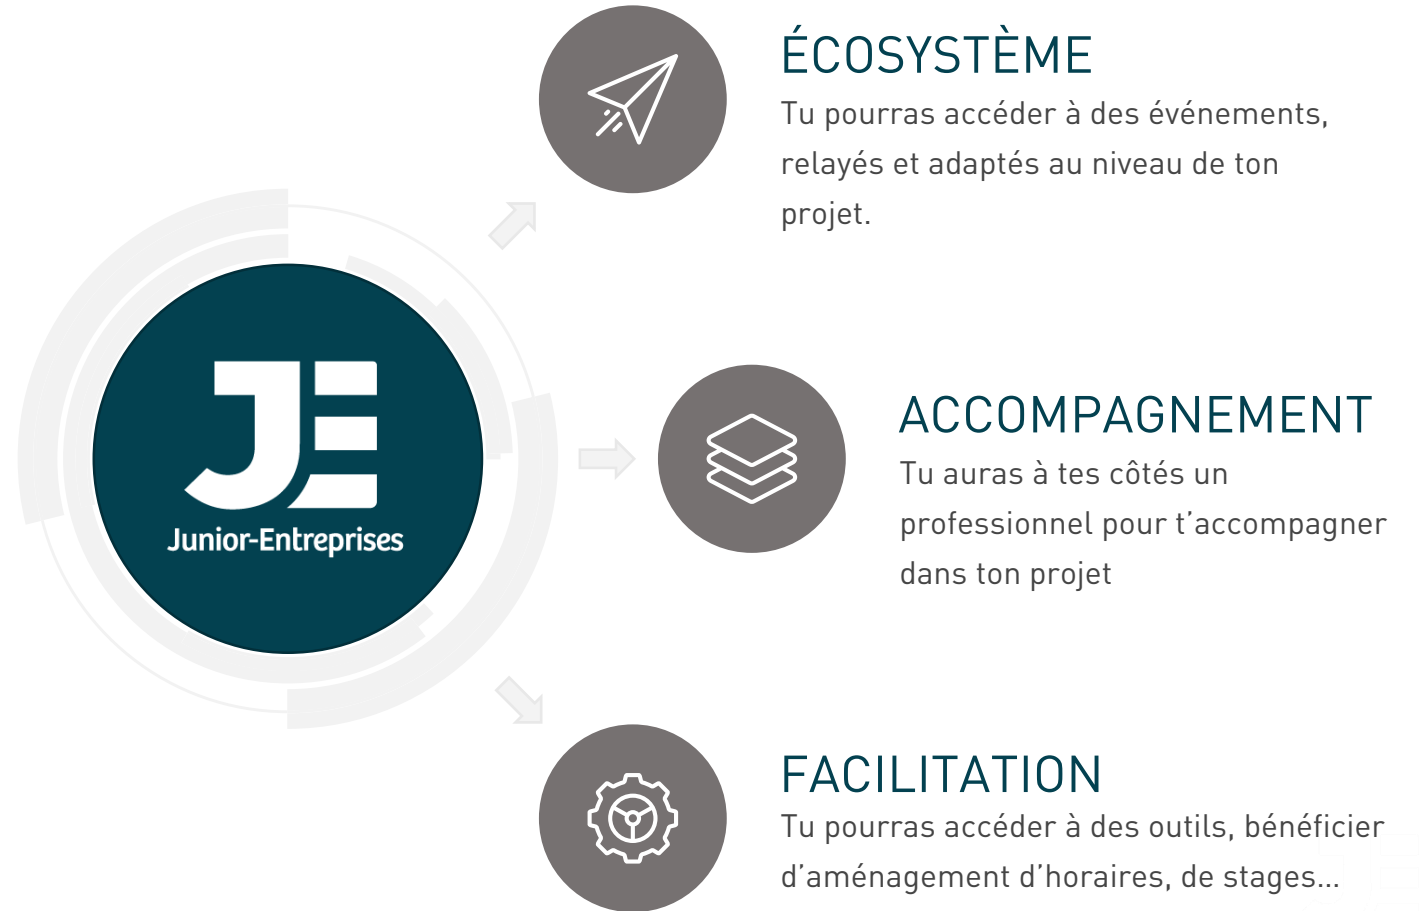 ÉCOSYSTÈME
Tu pourras accéder à des événements,
relayés et adaptés au niveau de ton
projet.
JE
Junior-Entreprises
ACCOMPAGNEMENT
Tu auras à tes côtés un
professionnel pour t’accompagner
dans ton projet
FACILITATION
Tu pourras accéder à des outils, bénéficier
d’aménagement d’horaires, de stages…